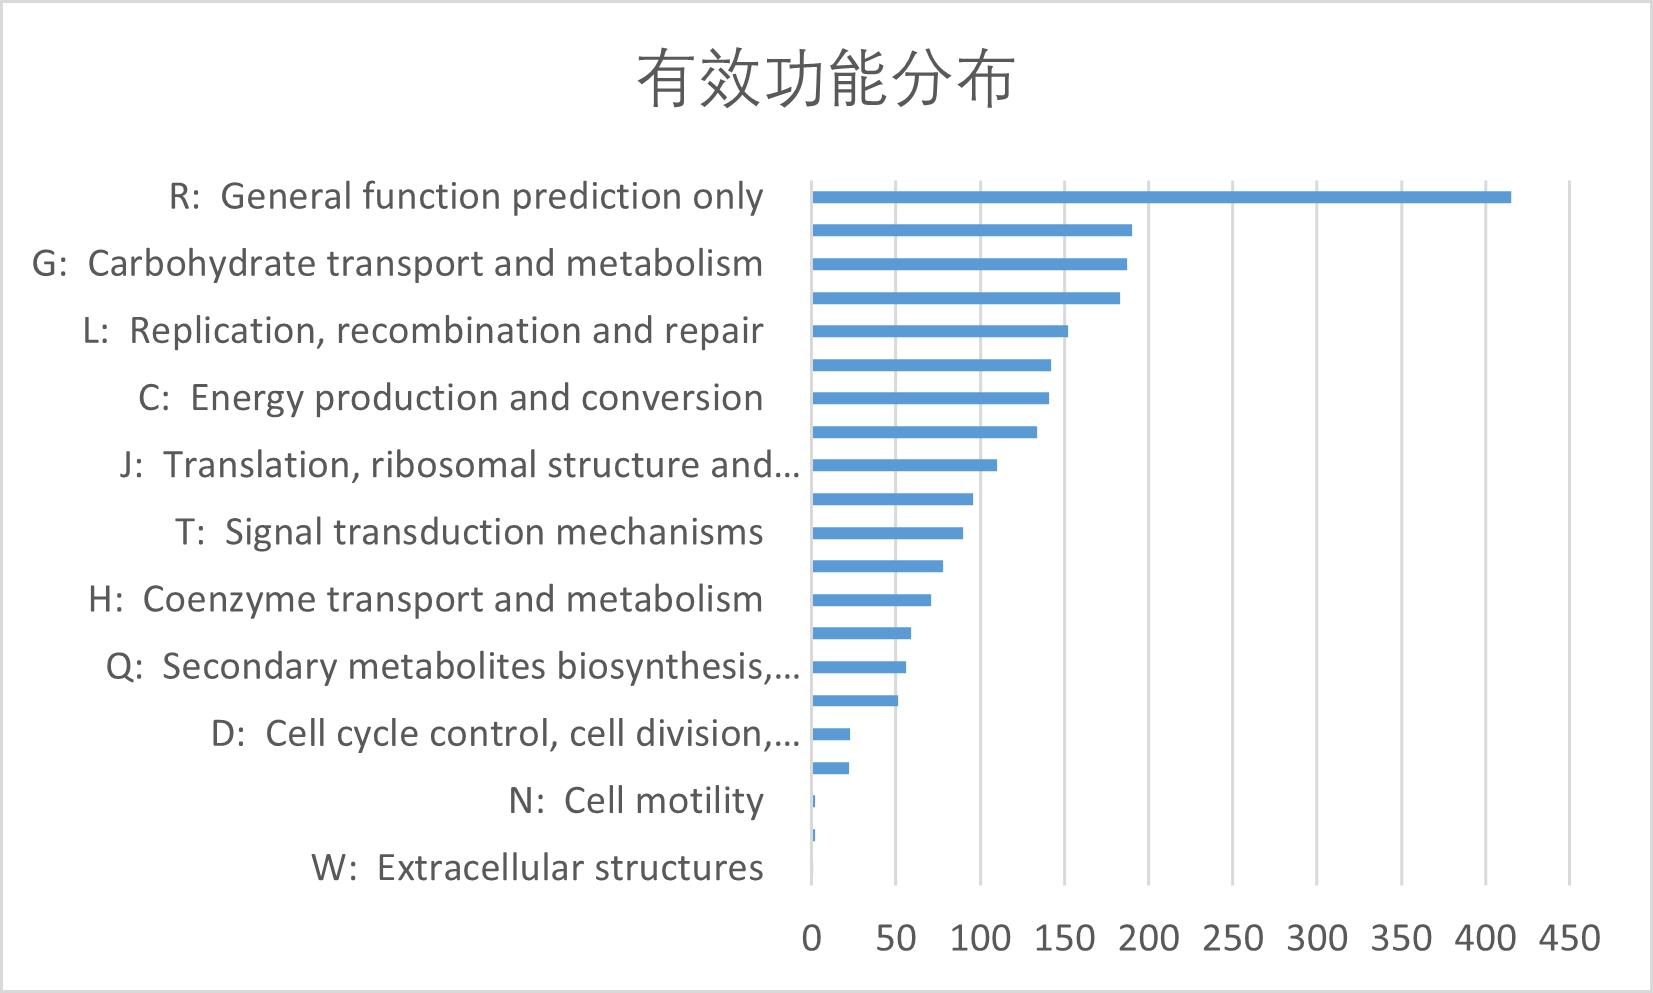 有效功能分布
R:  General function prediction only
G:  Carbohydrate transport and metabolism
L:  Replication, recombination and repair
C:  Energy production and conversion
J:  Translation, ribosomal structure and…
T:  Signal transduction mechanisms
H:  Coenzyme transport and metabolism
Q:  Secondary metabolites biosynthesis,…
D:  Cell cycle control, cell division,…
N:  Cell motility
W:  Extracellular structures
0 50 100 150 200 250 300 350 400 450